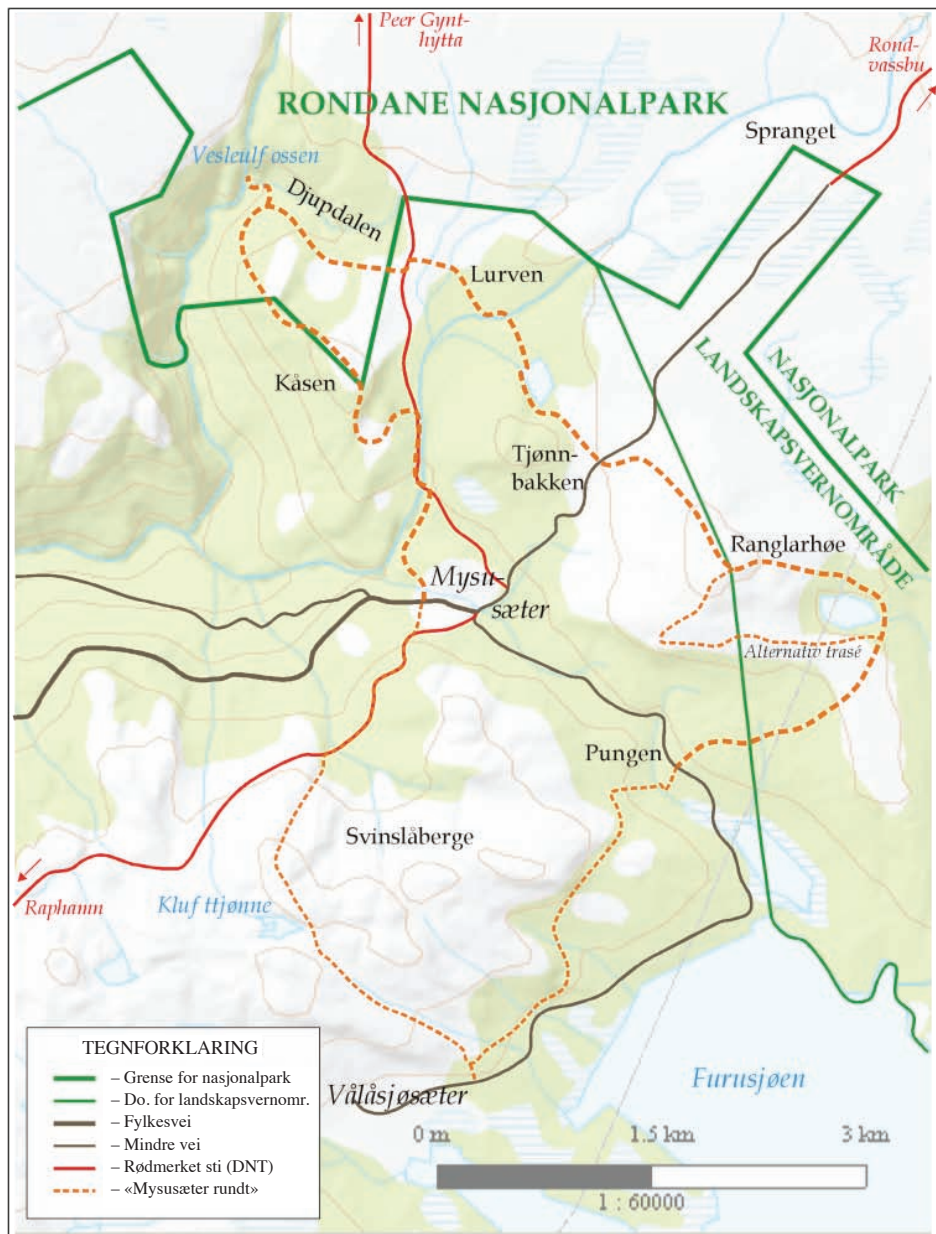 Peer Gynt-
hytta
Rond-
vassbu
RONDANE NASJONALPARK
Spranget
Vesleulf ossen
Djupdalen
Lurven
Kåsen
LANDSKAPSVERNOMRÅDE
NASJONALPARK
Tjønn-
bakken
Ranglarhøe
Mysu-
sæter
Alternativ trasé
Pungen
Svinslåberge
Raphamn
Kluf ttjønne
TEGNFORKLARING
– Grense for nasjonalpark
– Do. for landskapsvernomr.
– Fylkesvei
– Mindre vei
– Rødmerket sti (DNT)
– «Mysusæter rundt»
Vålåsjøsæter
Furusjøen
0 m 1.5 km 3 km
1 : 60000